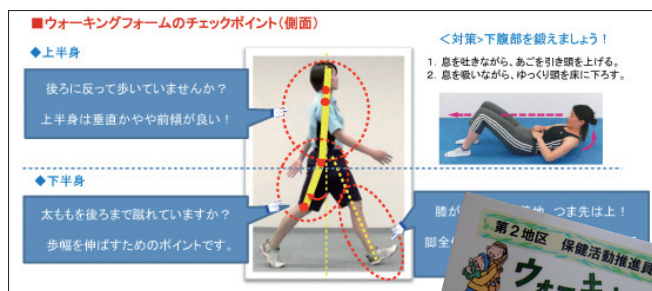 ■ウォーキングフォームのチェックポイント(側面)
◆上半身
後ろに反って歩いていませんか?
上半身は垂直かやや前傾が良い!
<対策>下腹部を鍛えましょう!
1. 息を吐きながら、あごを引き頭を上げる。
2. 息を吸いながら、ゆっくり頭を床に下ろす。
◆下半身
太ももを後ろまで蹴れていますか?
歩幅を伸ばすためのポイントです。
膝が
つま先は上!
脚全
第2地区 保健活動推進員
ウォーキ